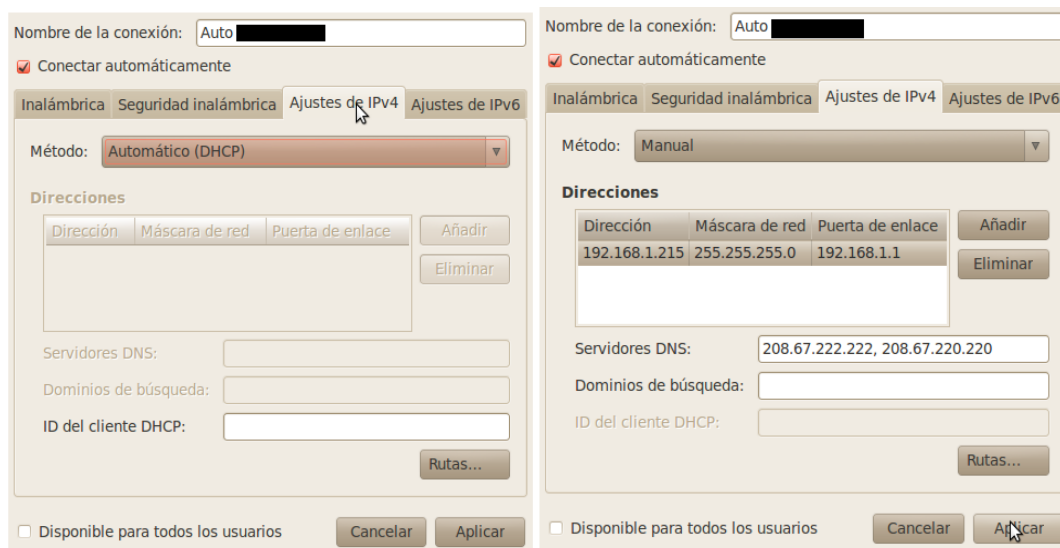 Nombre de la conexión: Auto
Conectar automáticamente
Inalámbrica Seguridad inalámbrica Ajustes de IPv4 Ajustes de IPv6
Método: Automático (DHCP)
Direcciones
Dirección Máscara de red Puerta de enlace Añadir
Eliminar
Servidores DNS:
Dominios de búsqueda:
ID del cliente DHCP:
Rutas...
Disponible para todos los usuarios Cancelar Aplicar
Nombre de la conexión: Auto
Conectar automáticamente
Inalámbrica Seguridad inalámbrica Ajustes de IPv4 Ajustes de IPv6
Método: Manual
Direcciones
Dirección Máscara de red Puerta de enlace Añadir
192.168.1.215 255.255.255.0 192.168.1.1 Eliminar
Servidores DNS: 208.67.222.222, 208.67.220.220
Dominios de búsqueda:
ID del cliente DHCP:
Rutas...
Disponible para todos los usuarios Cancelar Aplicar